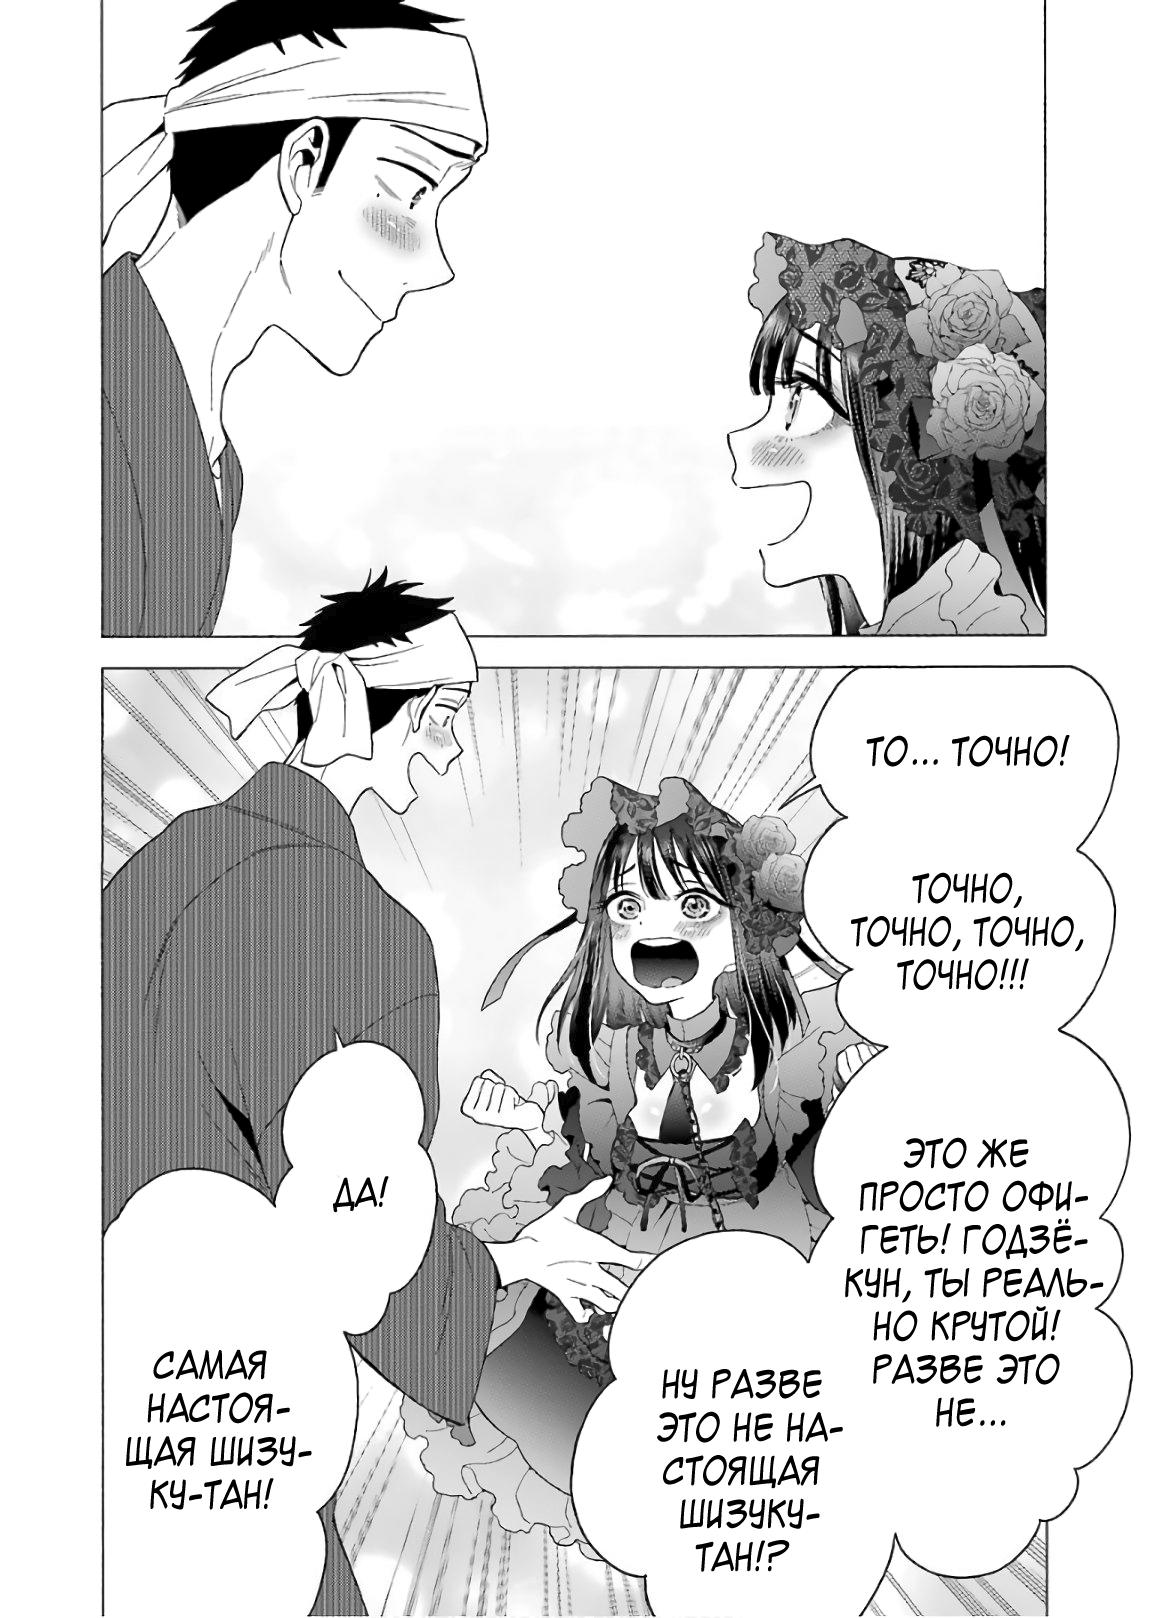 ТО... ТОЧНО!
ТОЧНО,
ТОЧНО, ТОЧНО,
ТОЧНО!!!
ЭТО ЖЕ
ПРОСТО ОФИ-
ГЕТЬ! ГОДЗЁ-
КУН, ТЫ РЕАЛЬ-
НО КРУТОЙ!
РАЗВЕ ЭТО
НЕ...
НУ РАЗВЕ
ЭТО НЕ НА-
СТОЯЩАЯ
ШИЗУКУ-
ТАН!?
ДА!
САМАЯ
НАСТОЯ-
ЩАЯ ШИЗУ-
КУ-ТАН!